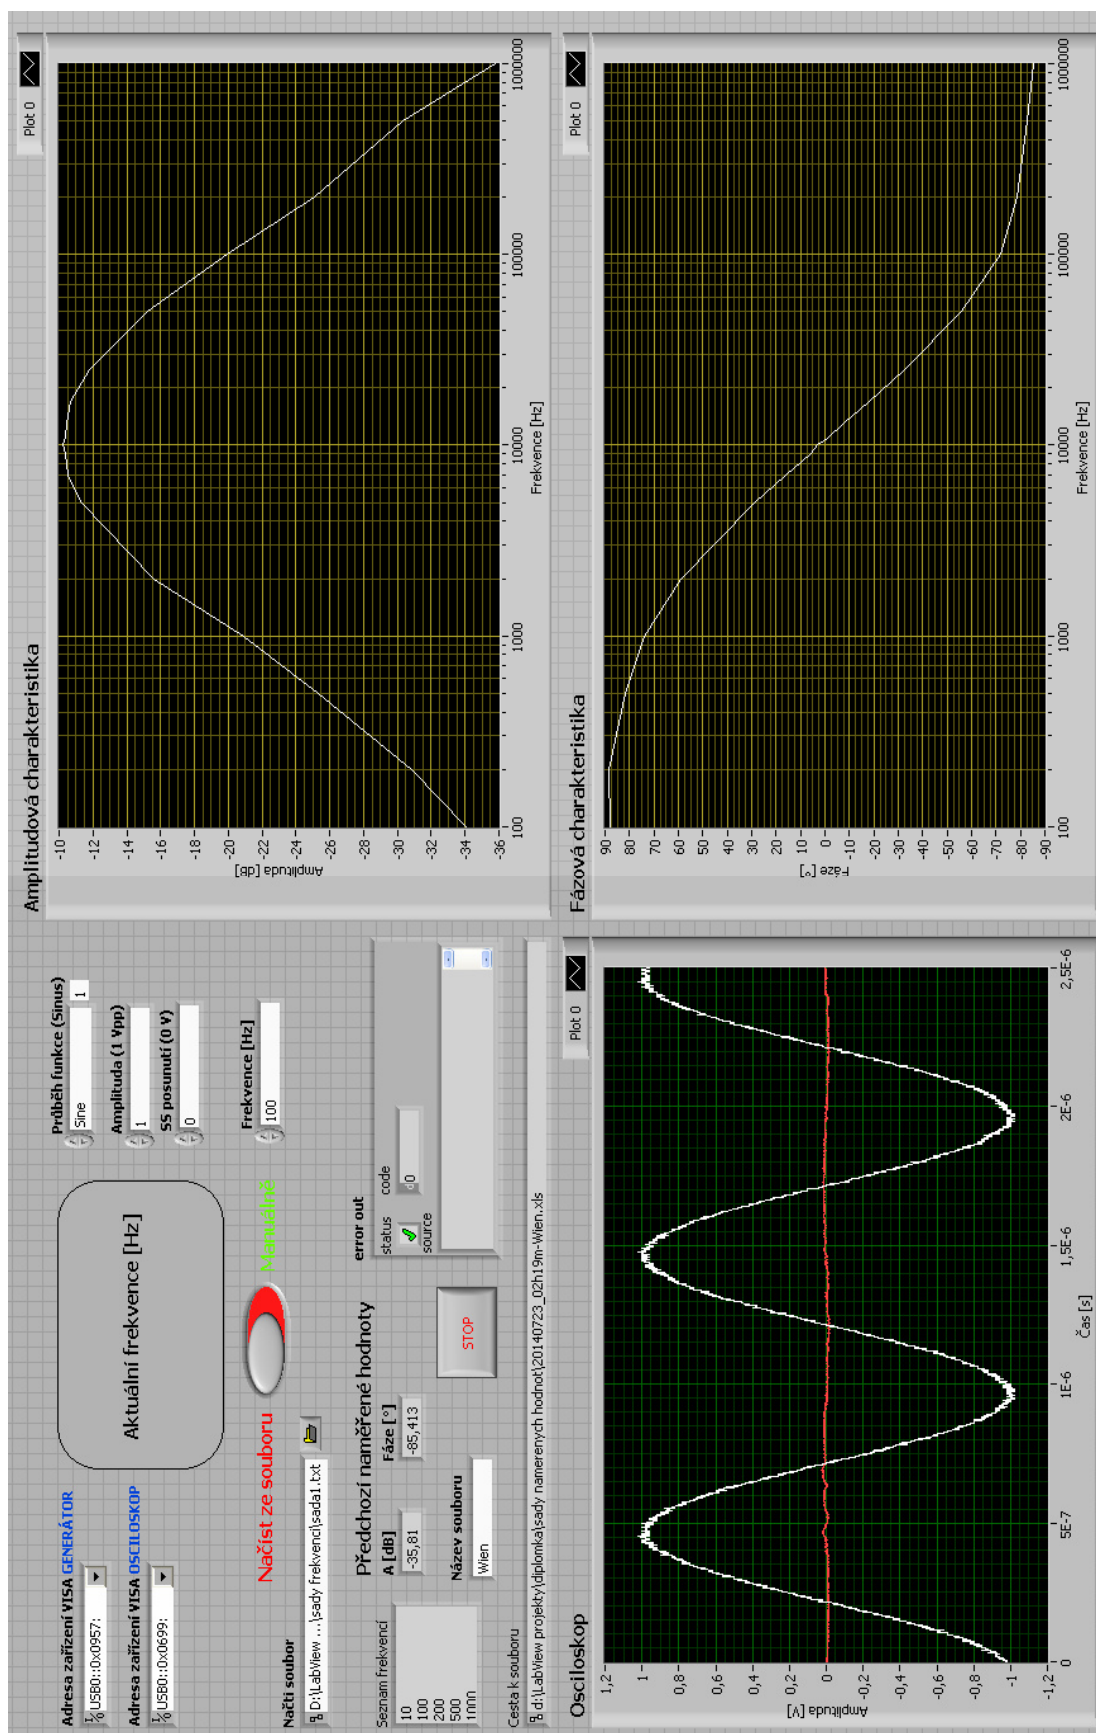 Adresa zařízení VISA GENERÁTOR
USB0::0x0957:
Adresa zařízení VISA OSCILOSKOP
USB0::0x0699:
Aktuální frekvence [Hz]
Průběh funkce (Sinus)
Sine
1
Amplituda (1 Vpp)
1
SS posunutí (0 V)
0
Načíst ze souboru
Manuálně
Frekvence [Hz]
100
Načti soubor
D:\LabView ...\sady frekvencí\sada1.txt
Předchozí naměřené hodnoty
Seznam frekvencí
10
100
200
500
1000
A [dB]
-35,81
Fáze [°]
-85,413
Název souboru
Wien
STOP
error out
status
code
d0
source
Cesta k souboru
d:\LabView projekty\diplomka\sady namerenych hodnot\20140723_02h19m-Wien.xls
Amplitudová charakteristika
Plot 0
-10
-12
-14
-16
-18
-20
-22
-24
-26
-28
-30
-32
-34
-36
Amplituda [dB]
100
1000
10000
100000
1000000
Frekvence [Hz]
Osciloskop
Plot 0
1,2
1
0,8
0,6
0,4
0,2
0
-0,2
-0,4
-0,6
-0,8
-1
-1,2
Amplituda [V]
0
5E-7
1E-6
1,5E-6
2E-6
2,5E-6
Čas [s]
Fázová charakteristika
Plot 0
90
80
70
60
50
40
30
20
10
0
-10
-20
-30
-40
-50
-60
-70
-80
-90
Fáze [°]
100
1000
10000
100000
1000000
Frekvence [Hz]